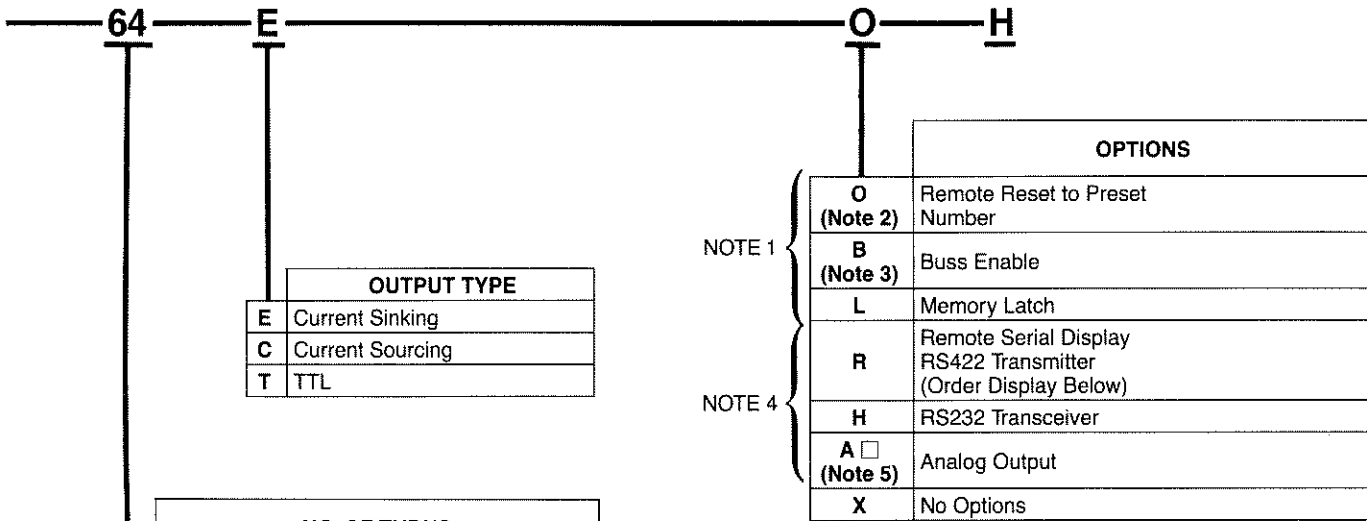 64 E O H
OPTIONS
O
(Note 2)
Remote Reset to Preset
Number
NOTE 1
B
(Note 3)
Buss Enable
L Memory Latch
R
Remote Serial Display
RS422 Transmitter
(Order Display Below)
NOTE 4
H RS232 Transceiver
A □
(Note 5)
Analog Output
X No Options
OUTPUT TYPE
E Current Sinking
C Current Sourcing
T TTL